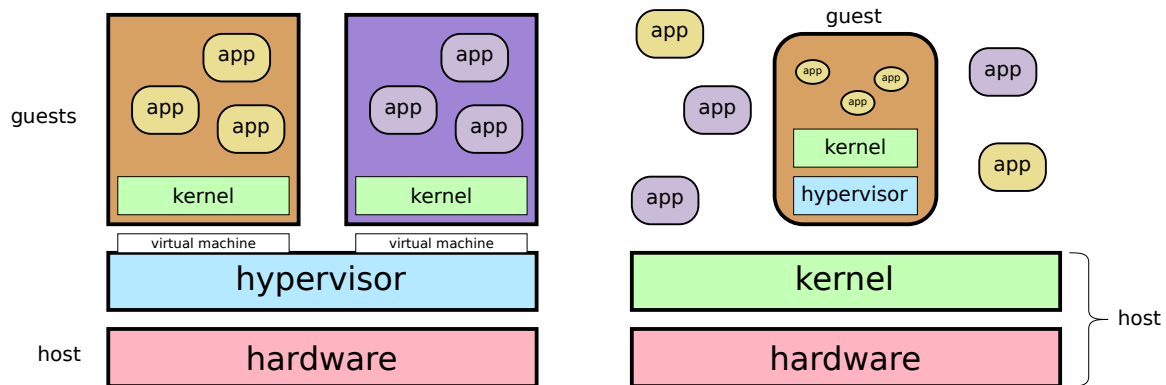 guests
app
app
app
kernel
virtual machine
app
app
app
kernel
virtual machine
hypervisor
host
hardware
app
app
app
guest
app
app
app
kernel
hypervisor
app
app
kernel
hardware
host